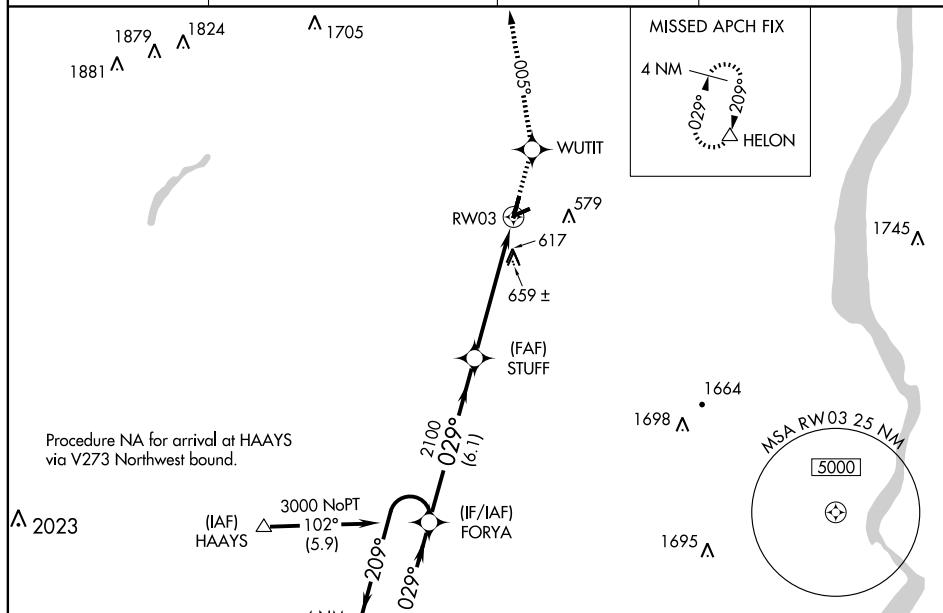 1879
1824
1705
1881
MISSED APCH FIX
4 NM
029°
209°
HELON
005°
WUTIT
RW03
579
617
659 ±
1745
(FAF)
STUFF
1664
1698
2100
029°
(6.1)
Procedure NA for arrival at HAAYS
via V273 Northwest bound.
MSA RW03 25 NM
5000
2023
(IAF)
HAAYS
3000 NoPT
102°
(5.9)
(IF/IAF)
FORYA
209°
029°
1695